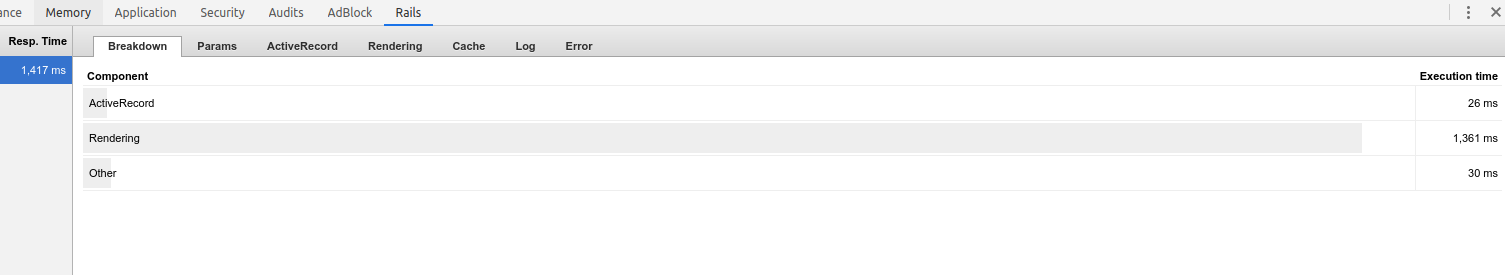 ance Memory Application Security Audits AdBlock Rails
Resp. Time Breakdown Params ActiveRecord Rendering Cache Log Error
1,417 ms
Component Execution time
ActiveRecord 26 ms
Rendering 1,361 ms
Other 30 ms